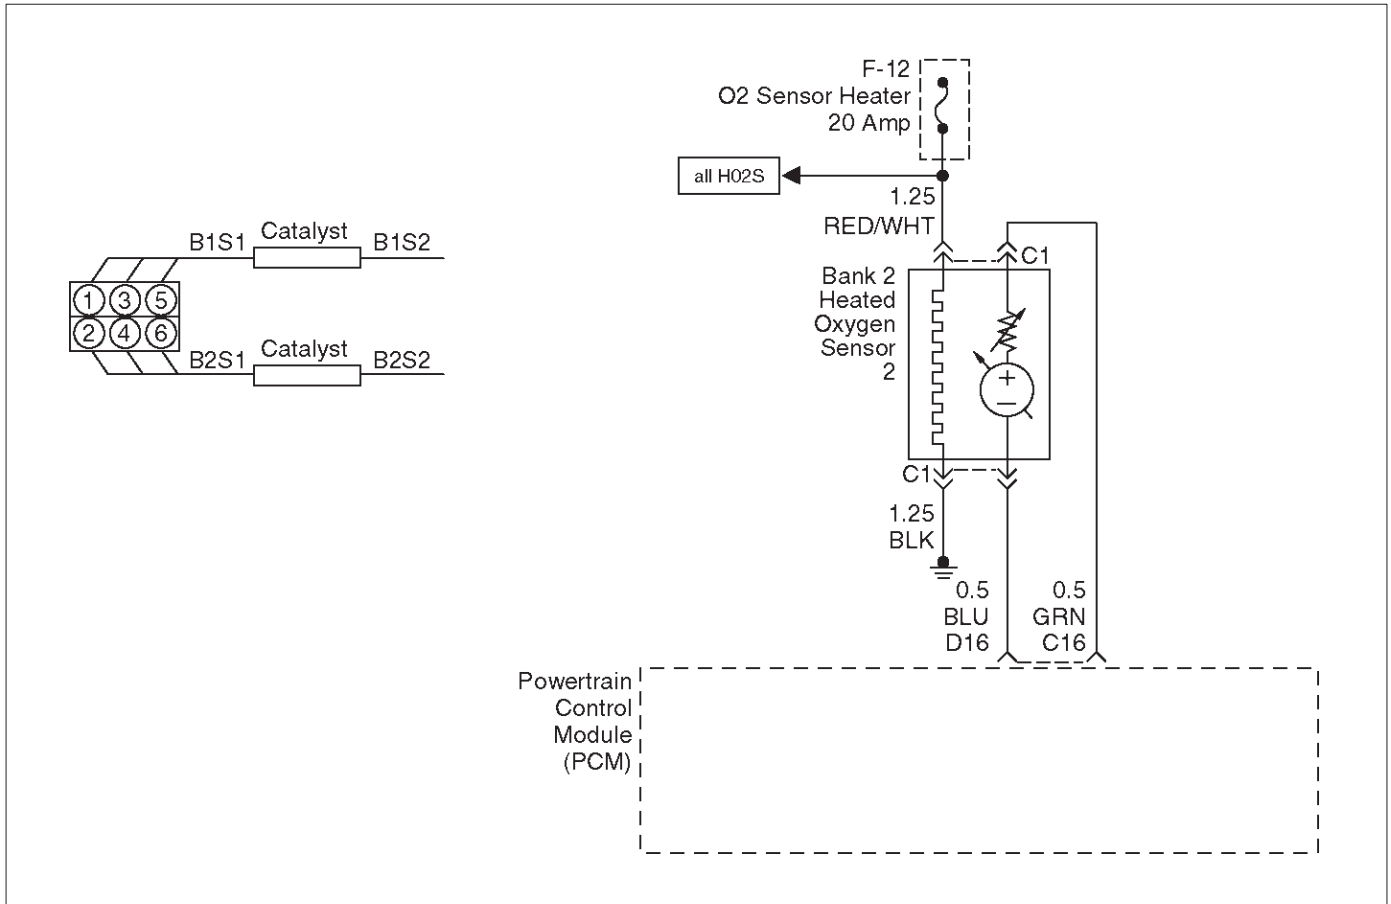 F-12
O2 Sensor Heater
20 Amp
all H02S
1.25
RED/WHT
C1
Bank 2
Heated
Oxygen
Sensor
2
+
−
C1
1.25
BLK
0.5
BLU
D16
0.5
GRN
C16
Powertrain
Control
Module
(PCM)
B1S1 Catalyst B1S2
1 3 5
2 4 6
B2S1 Catalyst B2S2